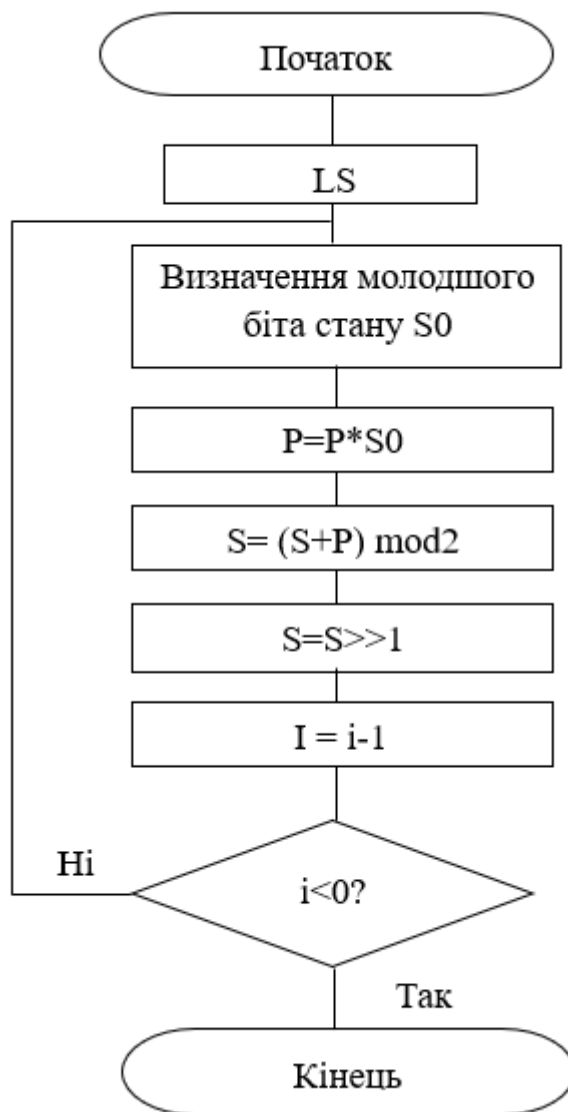 Початок
LS
Визначення молодшого
біта стану S0
P=P*S0
S= (S+P) mod2
S=S>>1
I = i-1
i<0?
Ні
Так
Кінець